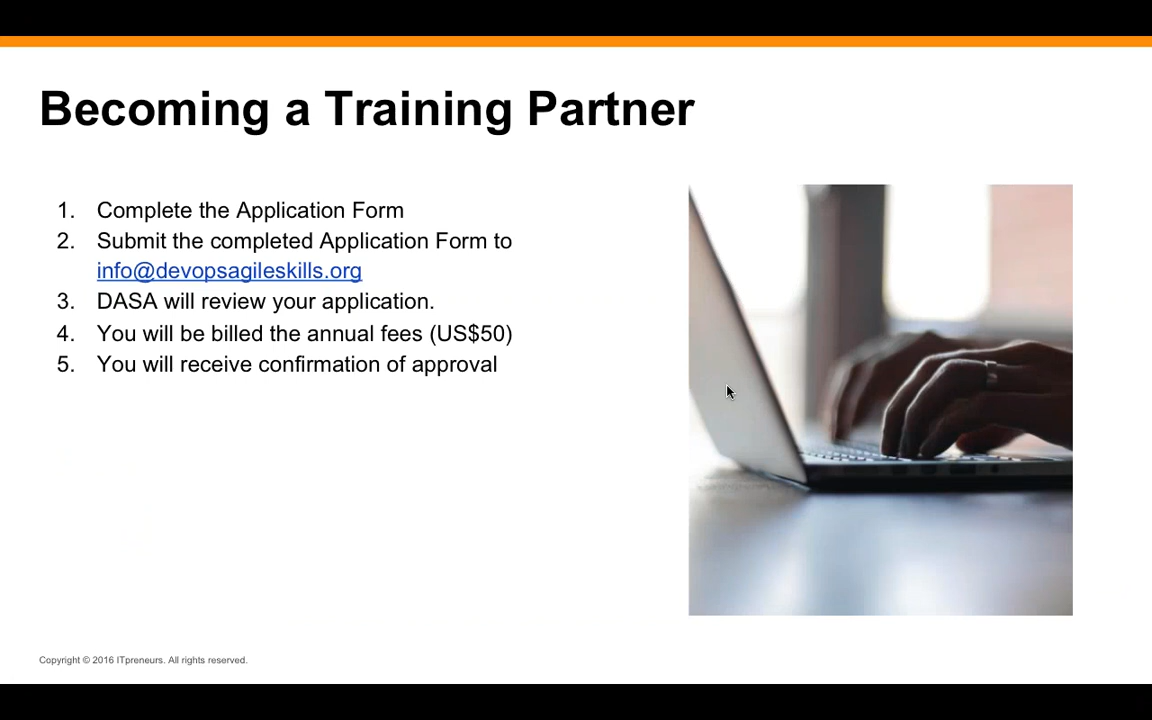 Becoming a Training Partner
1. Complete the Application Form
2. Submit the completed Application Form to
info@devopsagileskills.org
3. DASA will review your application.
4. You will be billed the annual fees (US$50)
5. You will receive confirmation of approval
Copyright © 2016 ITpreneurs. All rights reserved.